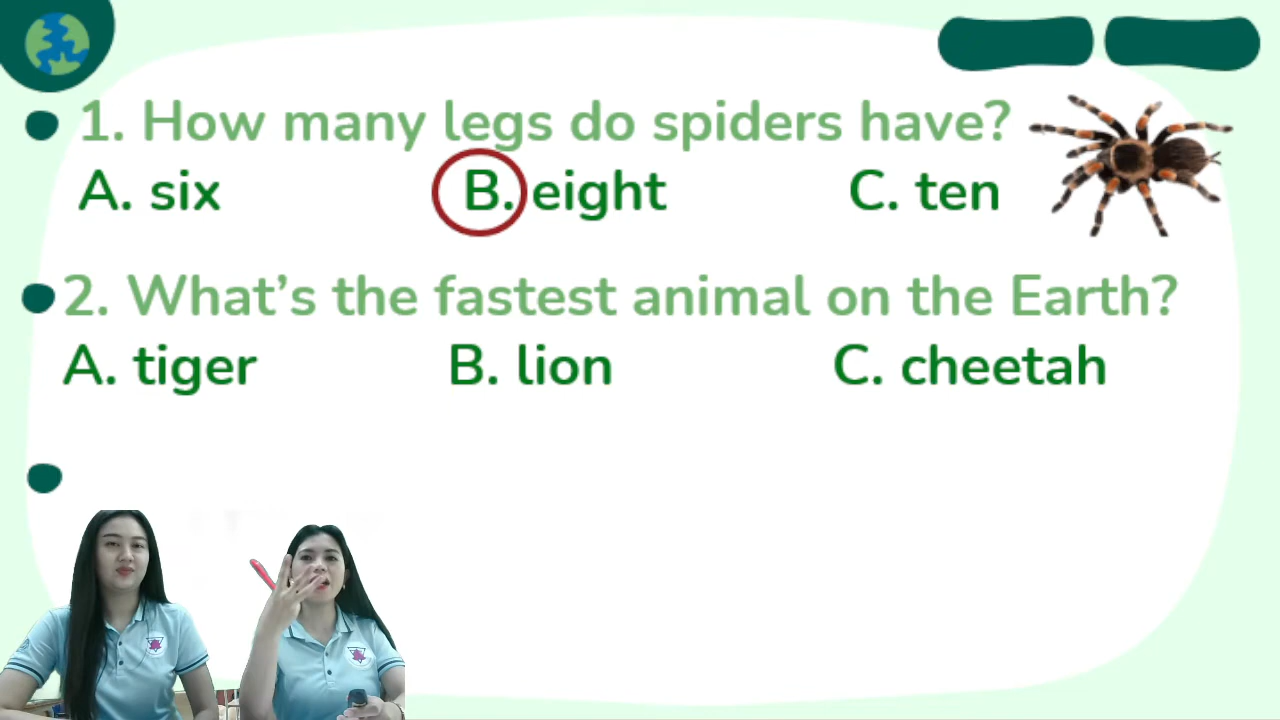 1. How many legs do spiders have?
A. six B. eight C. ten
2. What's the fastest animal on the Earth?
A. tiger B. lion C. cheetah